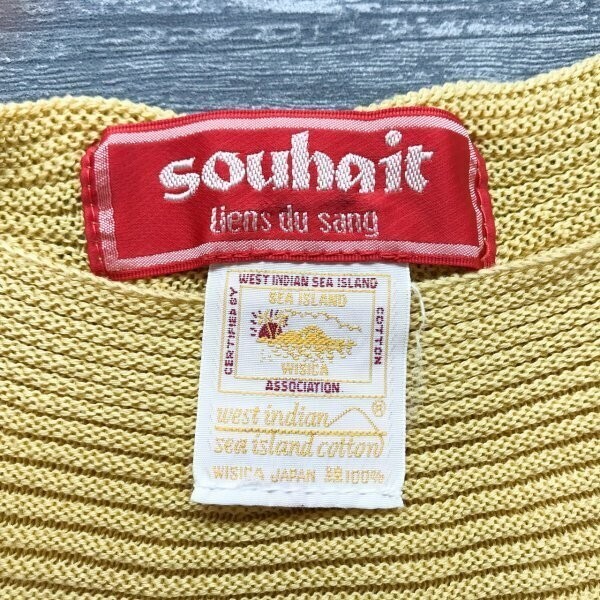 souhait
liens du sang
WEST INDIAN SEA ISLAND
CERTIFIED BY
SEA ISLAND
WISICA
COTTON
ASSOCIATION
west indian ®
sea island cotton
WISICA JAPAN 綿100%